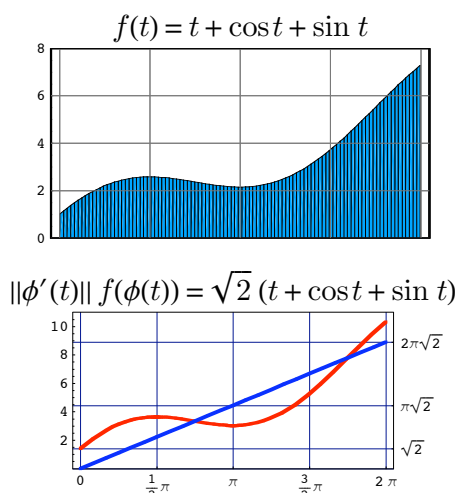 f(t) = t + cos t + sin t
8
6
4
2
0
||ϕ′(t)|| f(ϕ(t)) = √2 (t + cos t + sin t)
10
8
6
4
2
2π√2
π√2
√2
0
π
2 π